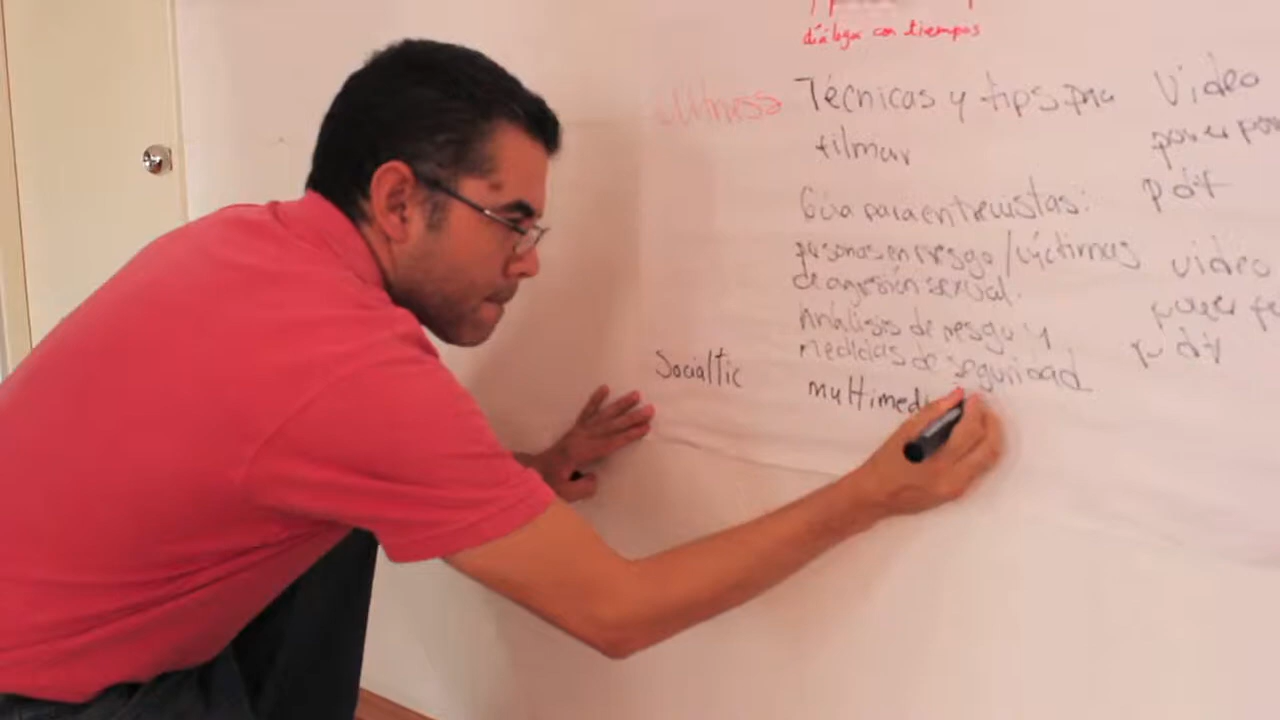 diálogo con tiempos
Witness Técnicas y tips para Video
filmar power po
pdf
Guía para entrevistas:
personas en riesgo / víctimas video
de agresión sexual. power
Análisis de riesgo y
medidas de seguridad pdf
Socialtic multimed